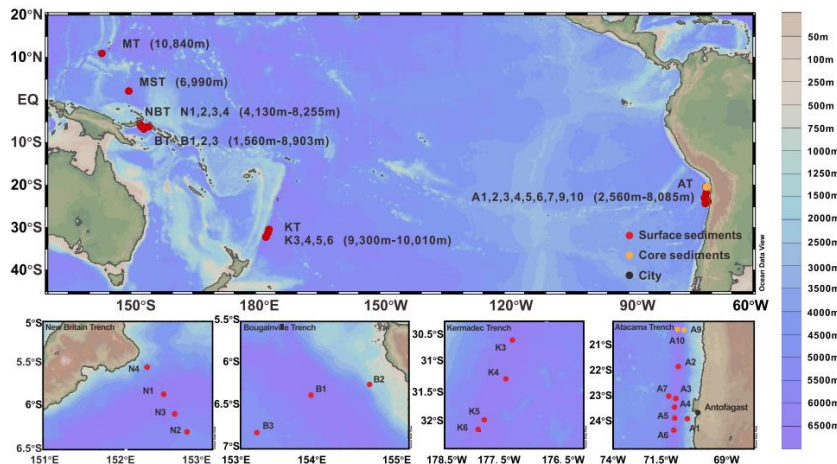 20°N
10°N
EQ
10°S
20°S
30°S
40°S
MT (10,840m)
MST (6,990m)
NBT N1,2,3,4 (4,130m-8,255m)
BT B1,2,3 (1,560m-8,903m)
KT
K3,4,5,6 (9,300m-10,010m)
AT
A1,2,3,4,5,6,7,9,10 (2,560m-8,085m)
Surface sediments
Core sediments
City
Ocean Data View
150°S
180°W
150°W
120°W
90°W
60°W
50m
100m
250m
500m
250m
500m
750m
1000m
1500m
2000m
2500m
3000m
3500m
4000m
4500m
5000m
5500m
6000m
6500m
New Britain Trench
5°S
5.5°S
6°S
6.5°S
N4
N1
N3
N2
151°E
152°E
153°E
Bougainville Trench
5.5°S
6°S
6.5°S
7°S
B2
B1
B3
153°E
154°E
155°E
Kermadec Trench
30.5°S
31°S
31.5°S
32°S
K3
K4
K5
K6
178.5°W
177.5°W
176.5°W
Atacama Trench
21°S
22°S
23°S
24°S
A9
A10
A2
A7
A3
A4
A5
A6
A1
Antofagast
74°W
71.5°W
69°W